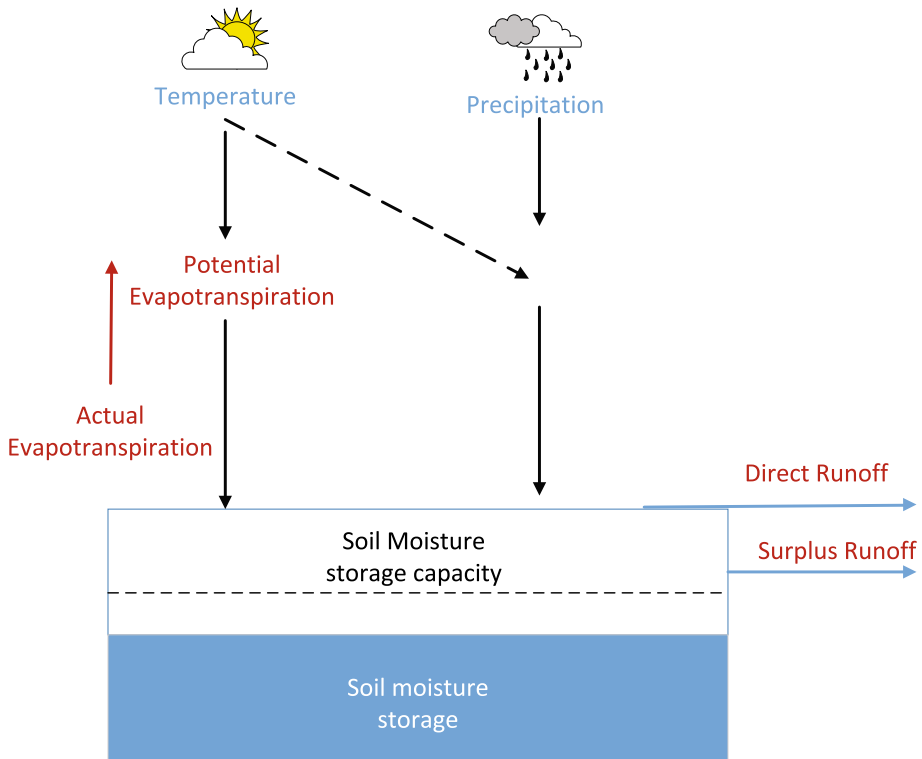 Temperature
Precipitation
Potential
Evapotranspiration
Actual
Evapotranspiration
Direct Runoff
Surplus Runoff
Soil Moisture
storage capacity
Soil moisture
storage